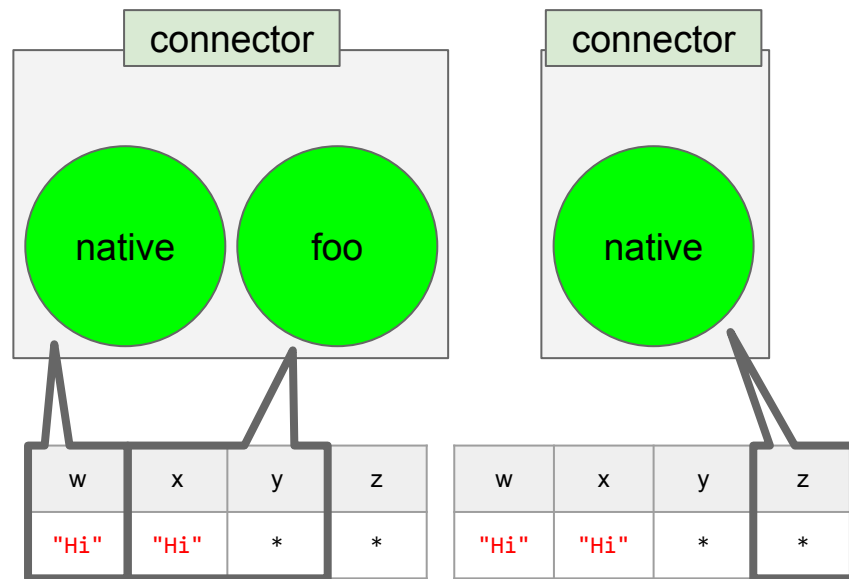 connector
connector
native
foo
native
w x y z
"Hi" "Hi" * *
w x y z
"Hi" "Hi" * *